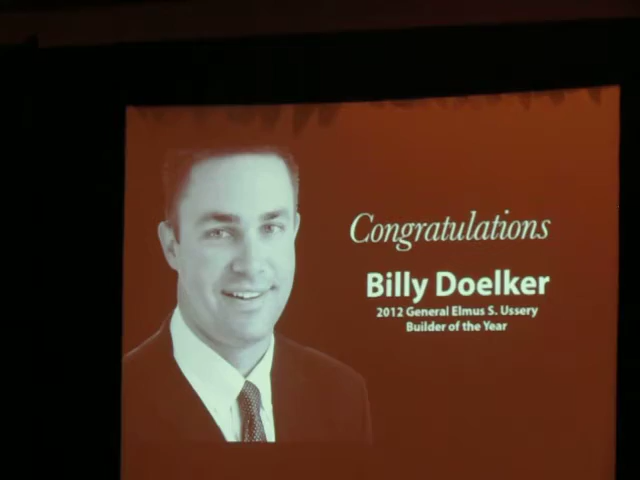 Congratulations
Billy Doelker
2012 General Elmus S. Ussery
Builder of the Year